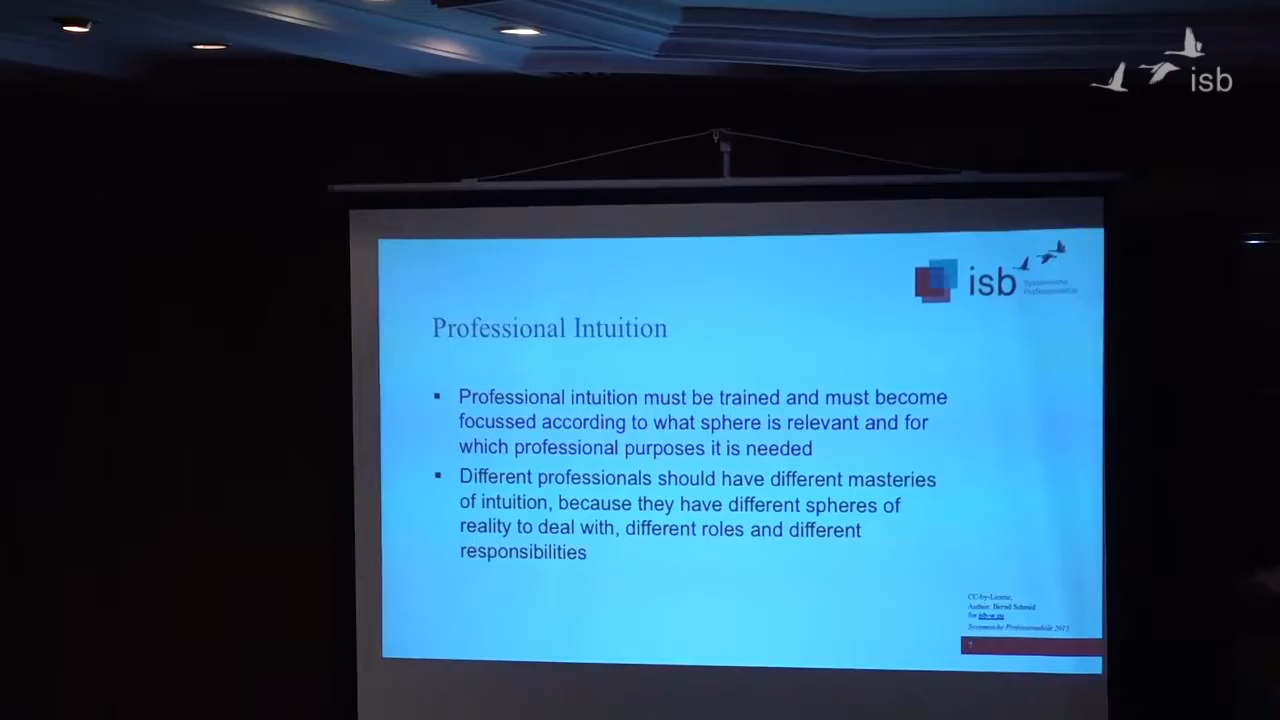 isb
isb
Systemische
Professionalität
Professional Intuition
▪ Professional intuition must be trained and must become
focussed according to what sphere is relevant and for
which professional purposes it is needed
▪ Different professionals should have different masteries
of intuition, because they have different spheres of
reality to deal with, different roles and different
responsibilities
CC-by-Lizenz,
Author: Bernd Schmid
for isb-w.eu
Systemische Professionalität 2015
7